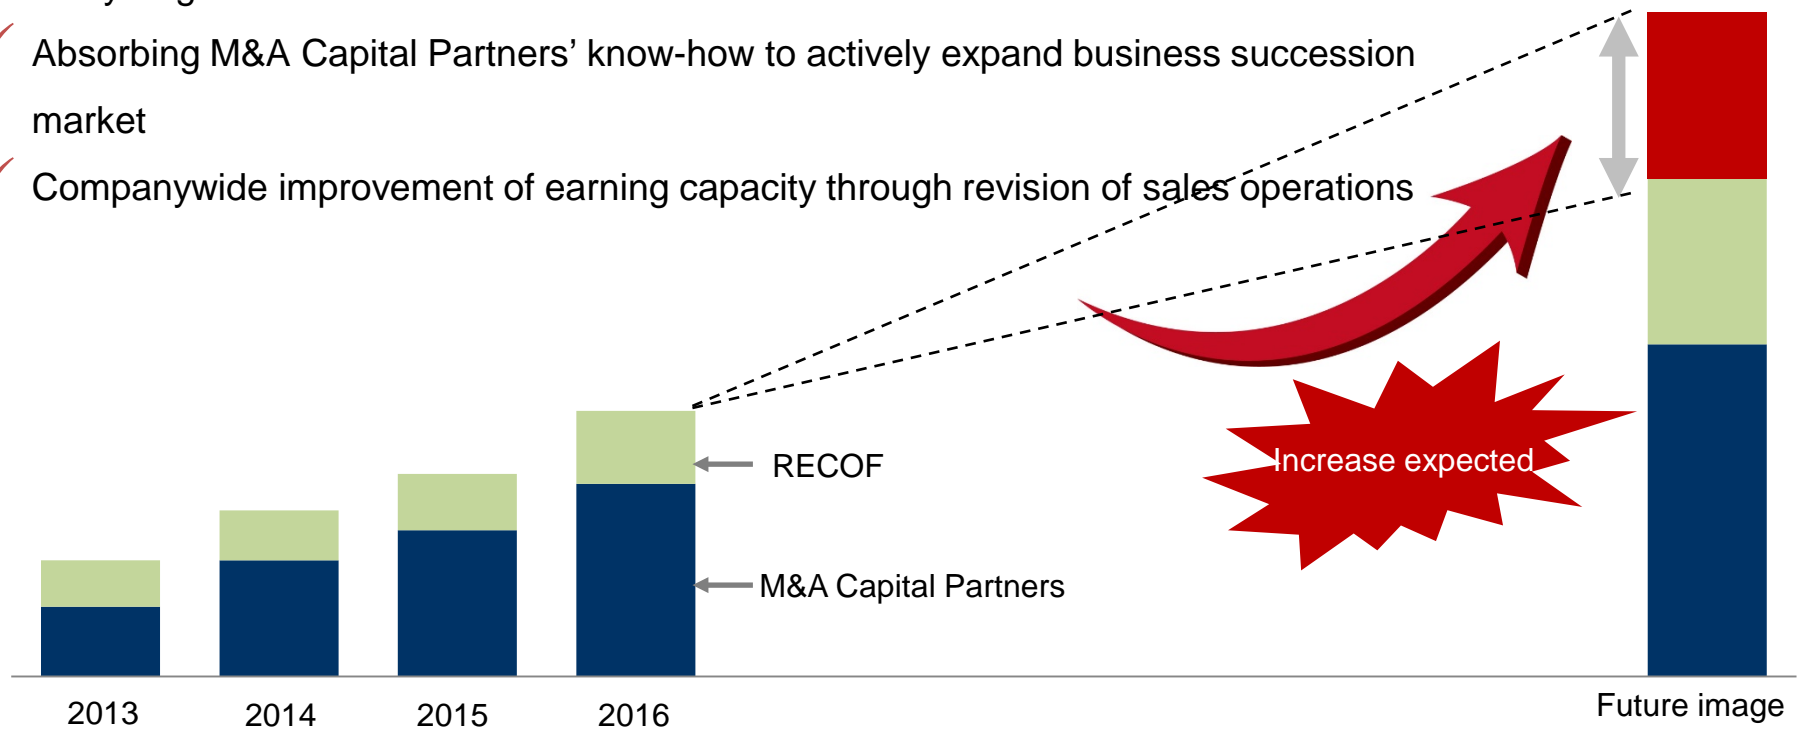 Absorbing M&A Capital Partners’ know-how to actively expand business succession
market
Companywide improvement of earning capacity through revision of sales operations
Increase expected
RECOF
M&A Capital Partners
2013
2014
2015
2016
Future image